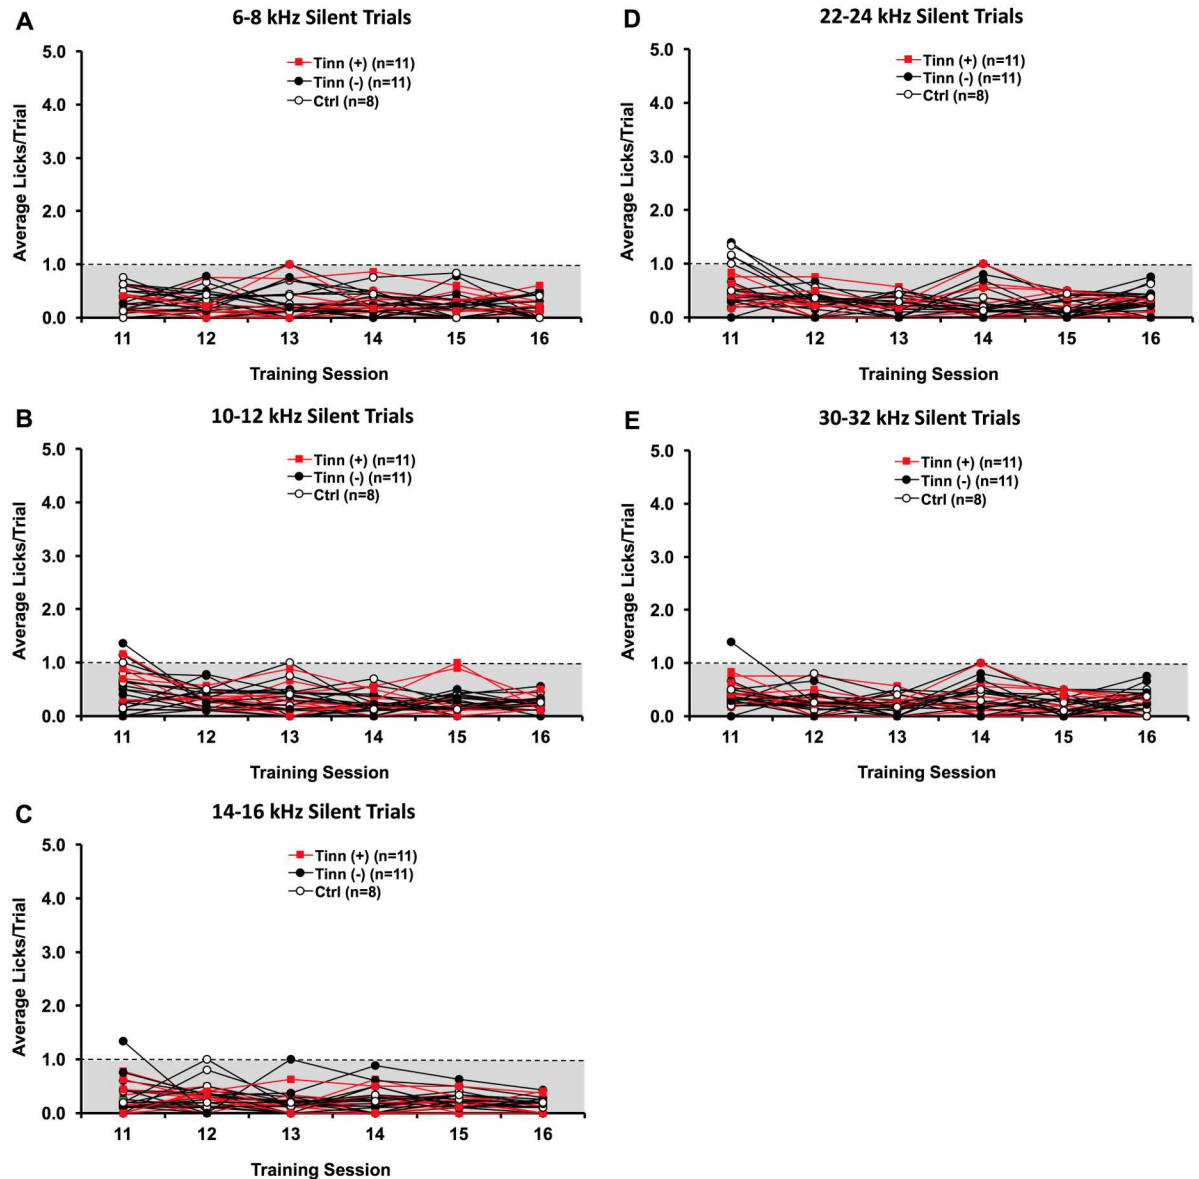 A
6-8 kHz Silent Trials
Average Licks/Trial
5.0
4.0
3.0
2.0
1.0
0.0
Tinn (+) (n=11)
Tinn (-) (n=11)
Ctrl (n=8)
11 12 13 14 15 16
Training Session
B
10-12 kHz Silent Trials
Average Licks/Trial
5.0
4.0
3.0
2.0
1.0
0.0
Tinn (+) (n=11)
Tinn (-) (n=11)
Ctrl (n=8)
11 12 13 14 15 16
Training Session
C
14-16 kHz Silent Trials
Average Licks/Trial
5.0
4.0
3.0
2.0
1.0
0.0
Tinn (+) (n=11)
Tinn (-) (n=11)
Ctrl (n=8)
11 12 13 14 15 16
Training Session
D
22-24 kHz Silent Trials
Average Licks/Trial
5.0
4.0
3.0
2.0
1.0
0.0
Tinn (+) (n=11)
Tinn (-) (n=11)
Ctrl (n=8)
11 12 13 14 15 16
Training Session
E
30-32 kHz Silent Trials
Average Licks/Trial
5.0
4.0
3.0
2.0
1.0
0.0
Tinn (+) (n=11)
Tinn (-) (n=11)
Ctrl (n=8)
11 12 13 14 15 16
Training Session